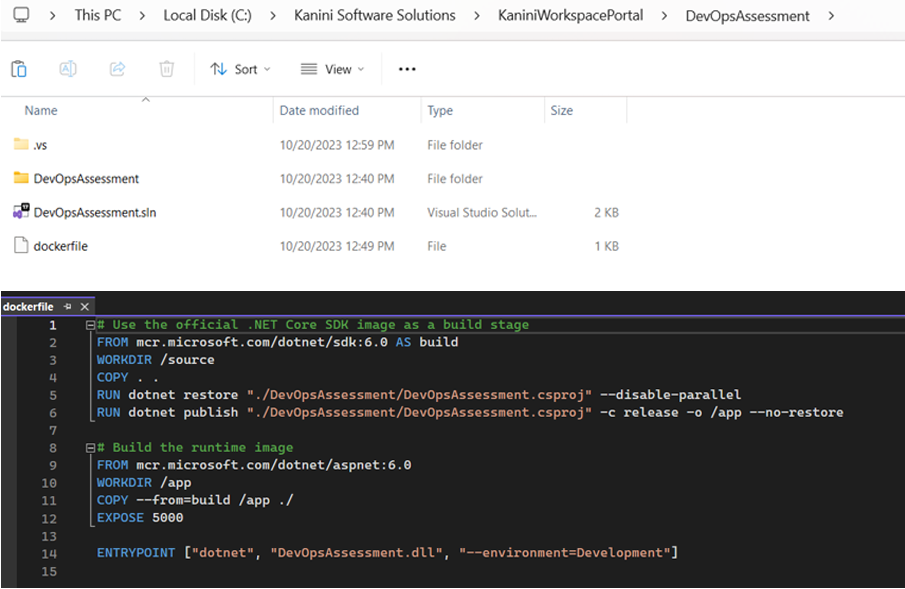 This PC > Local Disk (C:) > Kanini Software Solutions > KaniniWorkspacePortal > DevOpsAssessment >
Sort View ...
Name Date modified Type Size
.vs 10/20/2023 12:59 PM File folder
DevOpsAssessment 10/20/2023 12:40 PM File folder
DevOpsAssessment.sln 10/20/2023 12:40 PM Visual Studio Solut... 2 KB
dockerfile 10/20/2023 12:49 PM File 1 KB
dockerfile
1 # Use the official .NET Core SDK image as a build stage
2 FROM mcr.microsoft.com/dotnet/sdk:6.0 AS build
3 WORKDIR /source
4 COPY . .
5 RUN dotnet restore "./DevOpsAssessment/DevOpsAssessment.csproj" --disable-parallel
6 RUN dotnet publish "./DevOpsAssessment/DevOpsAssessment.csproj" -c release -o /app --no-restore
7
8 # Build the runtime image
9 FROM mcr.microsoft.com/dotnet/aspnet:6.0
10 WORKDIR /app
11 COPY --from=build /app ./
12 EXPOSE 5000
13
14 ENTRYPOINT ["dotnet", "DevOpsAssessment.dll", "--environment=Development"]
15